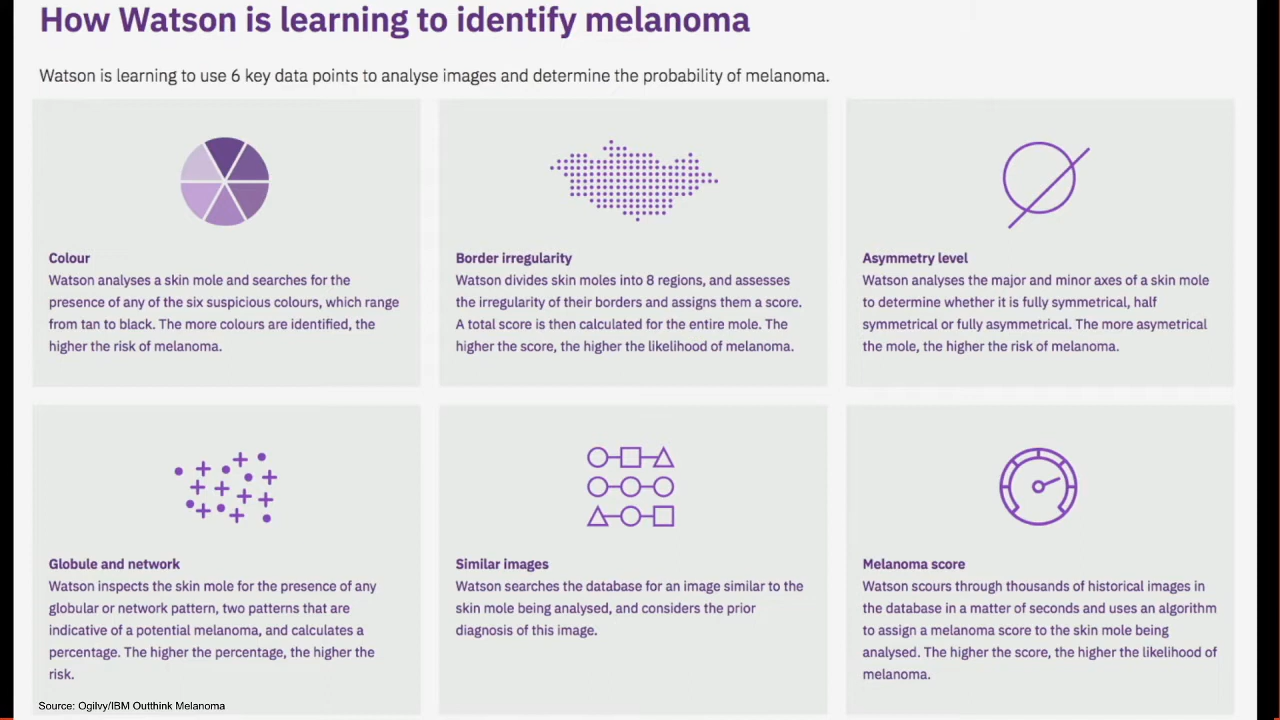 How Watson is learning to identify melanoma
Watson is learning to use 6 key data points to analyse images and determine the probability of melanoma.
Colour
Watson analyses a skin mole and searches for the
presence of any of the six suspicious colours, which range
from tan to black. The more colours are identified, the
higher the risk of melanoma.
Border irregularity
Watson divides skin moles into 8 regions, and assesses
the irregularity of their borders and assigns them a score.
A total score is then calculated for the entire mole. The
higher the score, the higher the likelihood of melanoma.
Asymmetry level
Watson analyses the major and minor axes of a skin mole
to determine whether it is fully symmetrical, half
symmetrical or fully asymmetrical. The more asymetrical
the mole, the higher the risk of melanoma.
Globule and network
Watson inspects the skin mole for the presence of any
globular or network pattern, two patterns that are
indicative of a potential melanoma, and calculates a
percentage. The higher the percentage, the higher the
risk.
Similar images
Watson searches the database for an image similar to the
skin mole being analysed, and considers the prior
diagnosis of this image.
Melanoma score
Watson scours through thousands of historical images in
the database in a matter of seconds and uses an algorithm
to assign a melanoma score to the skin mole being
analysed. The higher the score, the higher the likelihood of
melanoma.
Source: Ogilvy/IBM Outthink Melanoma